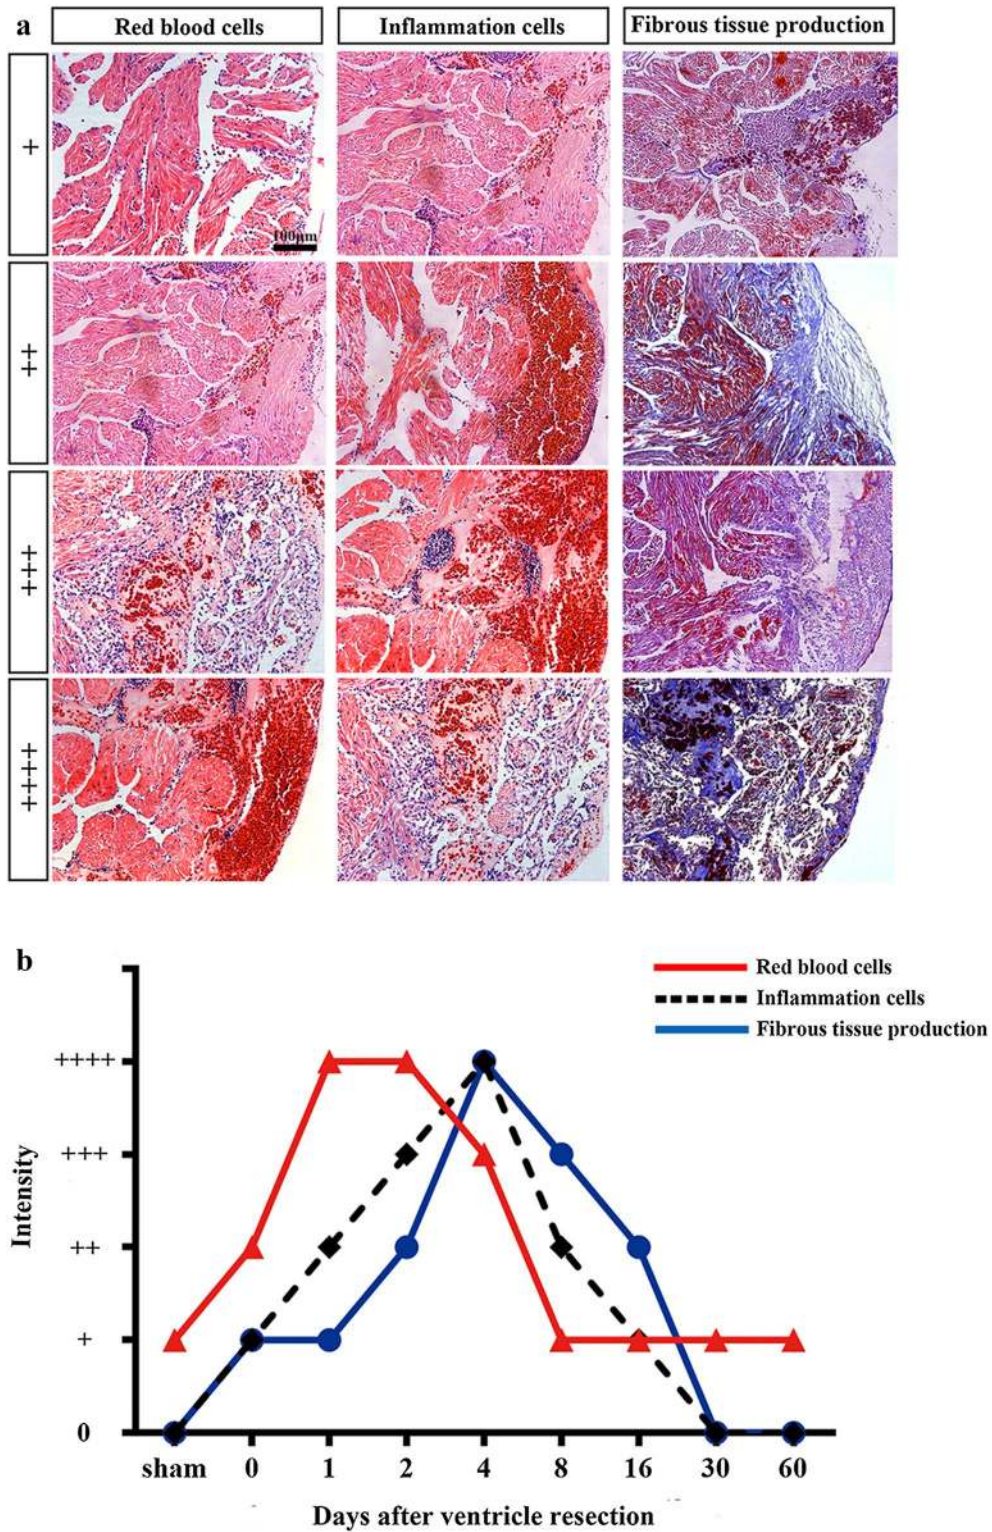 a
Red blood cells
Inflammation cells
Fibrous tissue production
+
100μm
++
+++
++++
b
Red blood cells
Inflammation cells
Fibrous tissue production
Intensity
++++
+++
++
+
0
sham 0 1 2 4 8 16 30 60
Days after ventricle resection